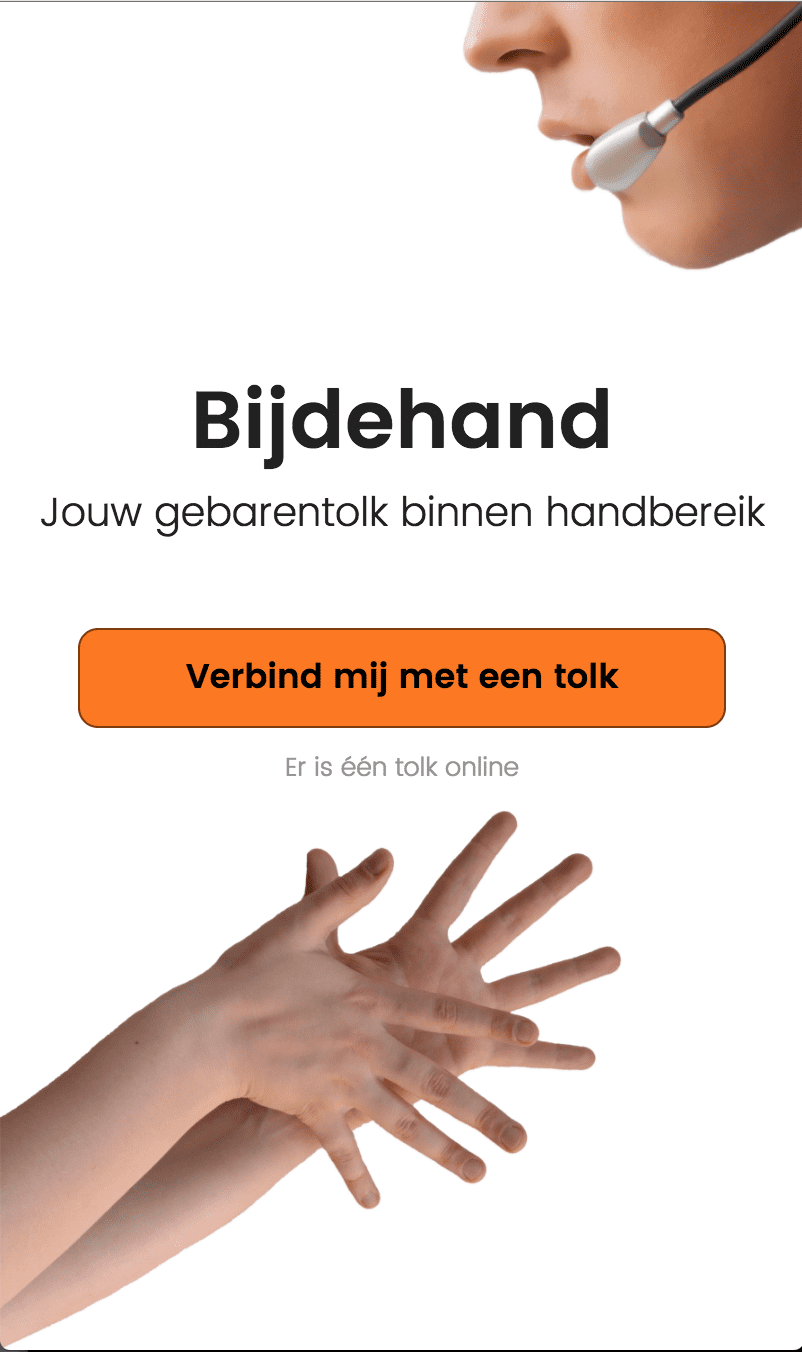 Bijdehand
Jouw gebarentolk binnen handbereik
Verbind mij met een tolk
Er is één tolk online